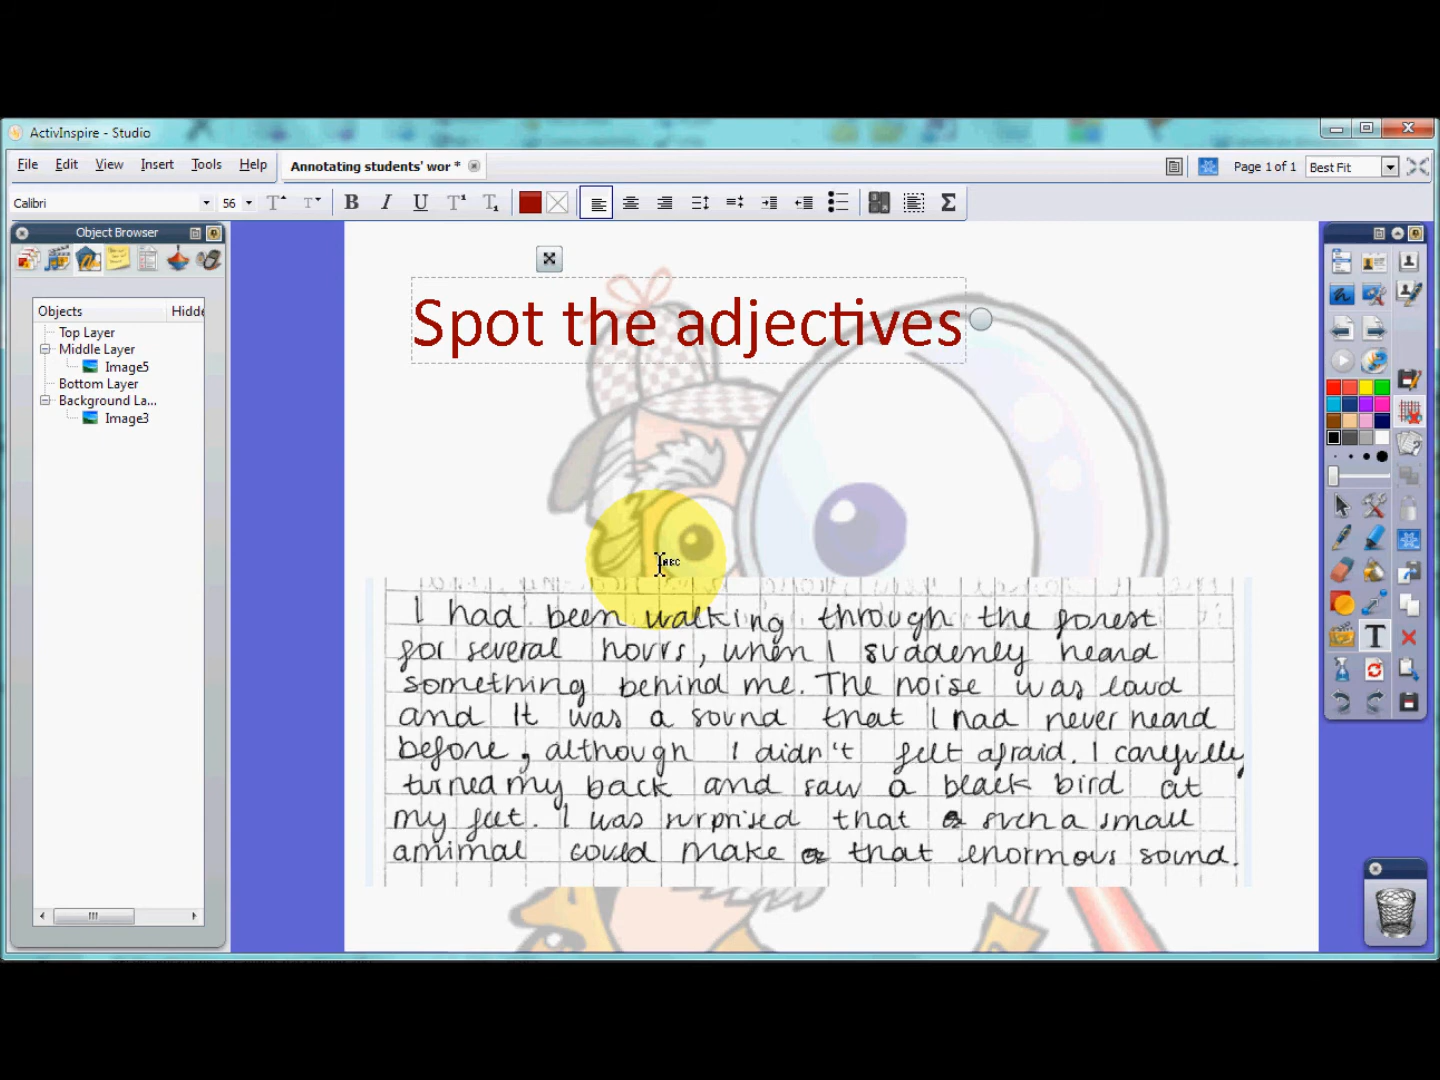 ActivInspire - Studio
File Edit View Insert Tools Help Annotating students' wor * Page 1 of 1 Best Fit
Calibri 56 B I U
Object Browser
Objects Hidde
Top Layer
Middle Layer
Image5
Bottom Layer
Background La...
Image3
Spot the adjectives
ABC
I had been walking through the forest
for several hours, when I suddenly heard
something behind me. The noise was loud
and it was a sound that I had never heard
before, although I didn't felt afraid. I carefully
turned my back and saw a black bird at
my feet. I was surprised that such a small
amimal could make that enormous sound.